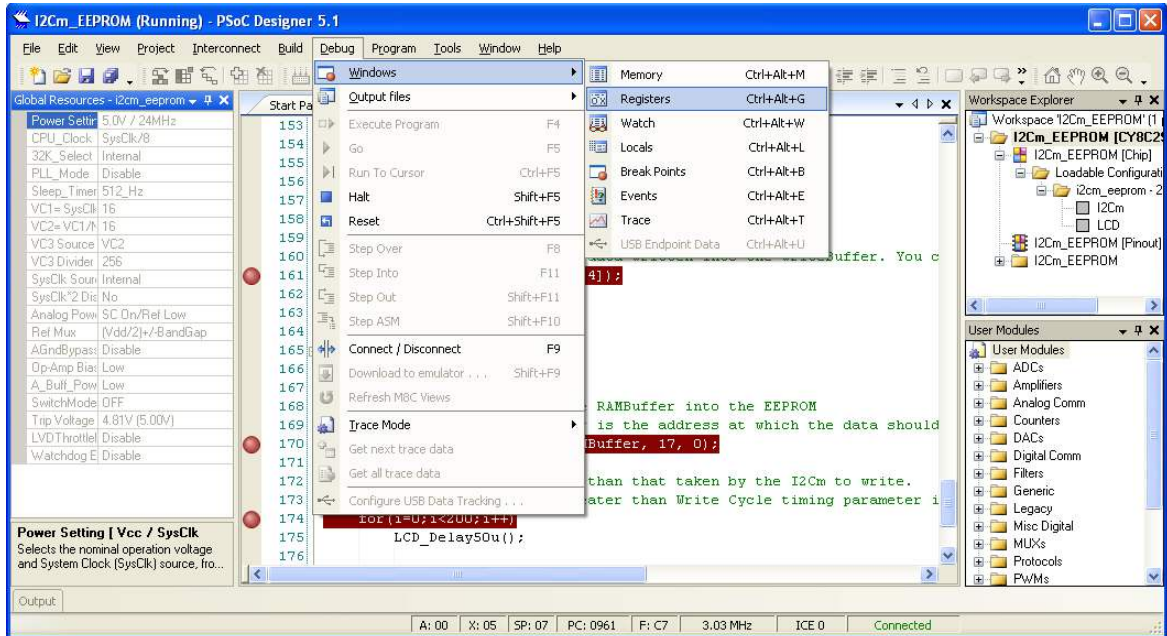 I2Cm_EEPROM (Running) - PSoC Designer 5.1
File Edit View Project Interconnect Build Debug Program Tools Window Help
Global Resources - i2cm_eeprom
Power Settin 5.0V / 24MHz
CPU_Clock SysClk/8
32K_Select Internal
PLL_Mode Disable
Sleep_Timer 512_Hz
VC1= SysClk 16
VC2= VC1/N 16
VC3 Source VC2
VC3 Divider 256
SysClk Sour Internal
SysClk*2 Dis No
Analog Powe SC On/Ref Low
Ref Mux (Vdd/2)+/-BandGap
AGndBypass Disable
Op-Amp Bias Low
A_Buff_Pow Low
SwitchMode OFF
Trip Voltage 4.81V (5.00V)
LVDThrottlel Disable
Watchdog E Disable
Power Setting [ Vcc / SysClk
Selects the nominal operation voltage
and System Clock (SysClk) source, fro...
Start Pa
153
154
155
156
157
158
159
160
161
162
163
164
165
166
167
168
169
170
171
172
173
174
175
176
Windows
Output files
Execute Program F4
Go F5
Run To Cursor Ctrl+F5
Halt Shift+F5
Reset Ctrl+Shift+F5
Step Over F8
Step Into F11
Step Out Shift+F11
Step ASM Shift+F10
Connect / Disconnect F9
Download to emulator . . . Shift+F9
Refresh M8C Views
Trace Mode
Get next trace data
Get all trace data
Configure USB Data Tracking . . .
Memory Ctrl+Alt+M
Registers Ctrl+Alt+G
Watch Ctrl+Alt+W
Locals Ctrl+Alt+L
Break Points Ctrl+Alt+B
Events Ctrl+Alt+E
Trace Ctrl+Alt+T
USB Endpoint Data Ctrl+Alt+U
Buffer. You c
4]);
RAMBuffer into the EEPROM
is the address at which the data should
Buffer, 17, 0);
than that taken by the I2Cm to write.
eater than Write Cycle timing parameter i
for(i=0;i<200;i++)
LCD_Delay50u();
Workspace Explorer
Workspace 'I2Cm_EEPROM' (1
I2Cm_EEPROM [CY8C29
I2Cm_EEPROM [Chip]
Loadable Configurati
i2cm_eeprom - 2
I2Cm
LCD
I2Cm_EEPROM [Pinout]
I2Cm_EEPROM
User Modules
User Modules
ADCs
Amplifiers
Analog Comm
Counters
DACs
Digital Comm
Filters
Generic
Legacy
Misc Digital
MUXs
Protocols
PWMs
Output
A: 00 X: 05 SP: 07 PC: 0961 F: C7 3.03 MHz ICE 0 Connected